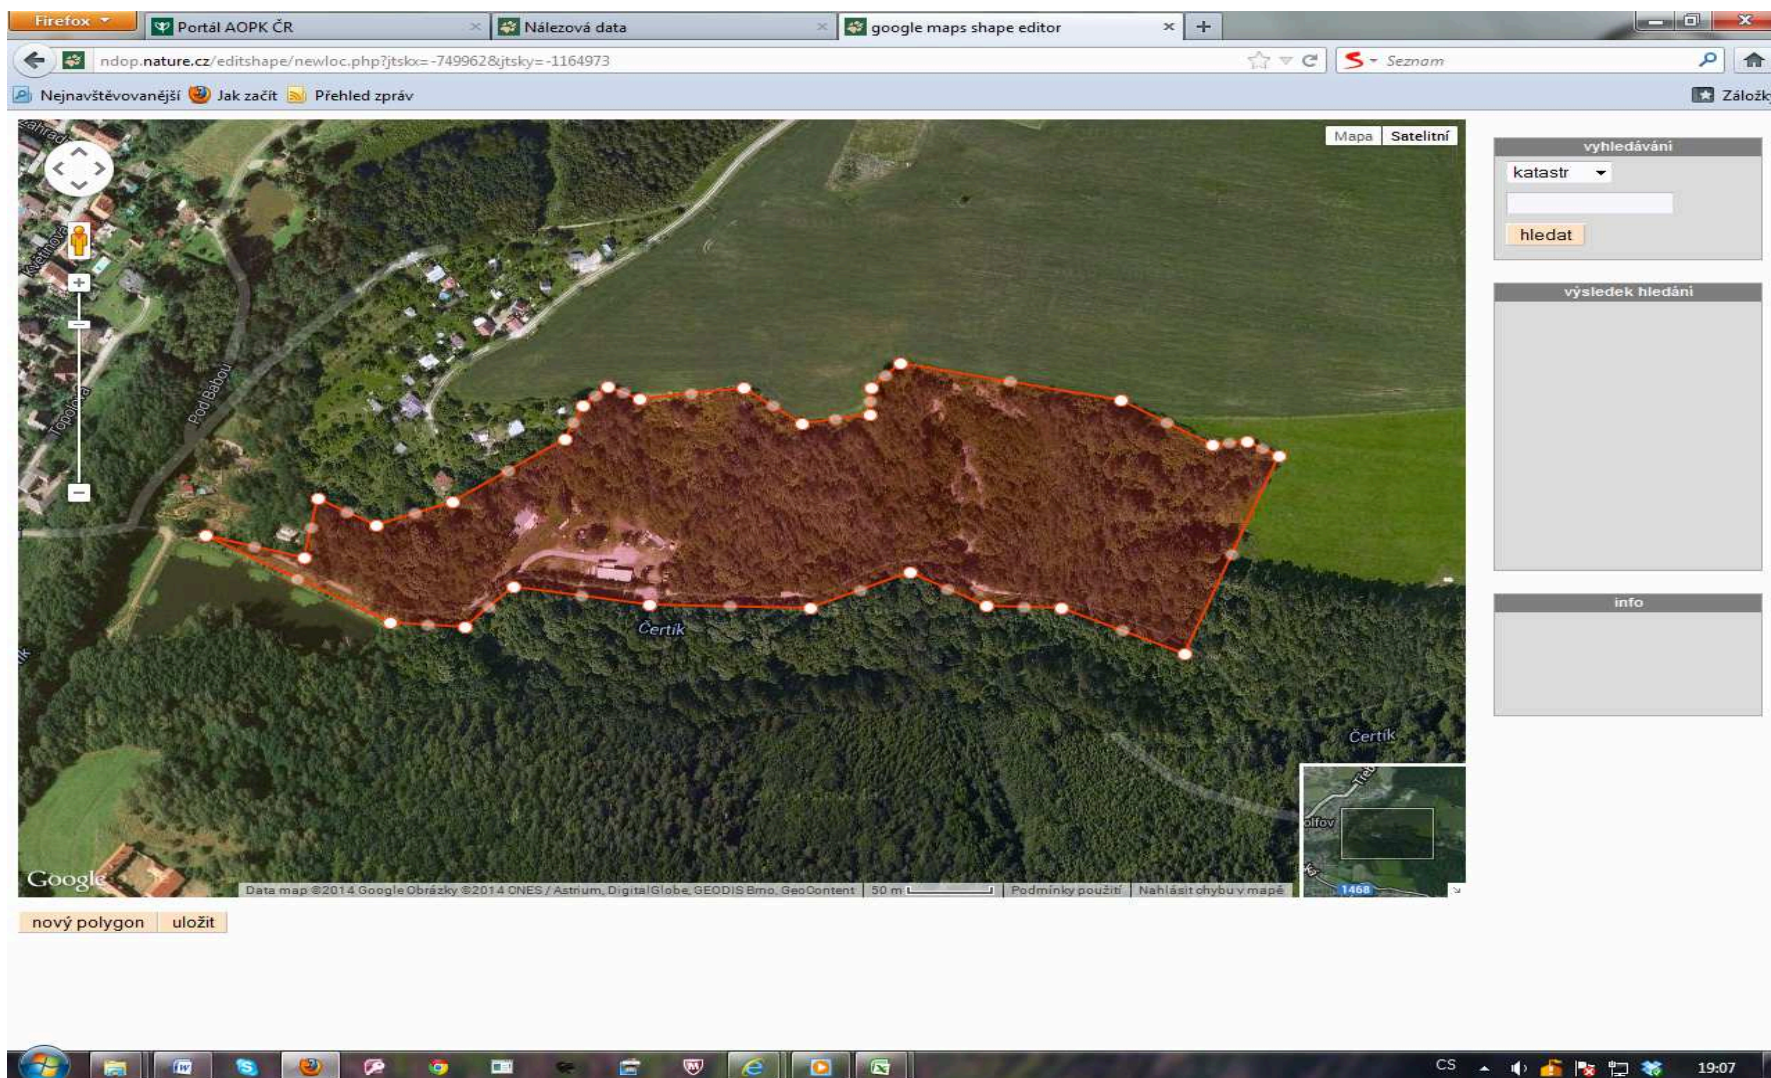 Firefox
Portál AOPK ČR
Nálezová data
google maps shape editor
ndop.nature.cz/editshape/newloc.php?jtskx=-749962&jtsky=-1164973
Seznam
Nejnavštěvovanější
Jak začít
Přehled zpráv
Záložky
Mapa
Satelitní
vyhledávání
katastr
hledat
výsledek hledání
info
Květinová
Topolová
Pod Babou
Čertík
Čertík
olfov
1468
Google
Data map ©2014 Google Obrázky ©2014 CNES / Astrium, DigitalGlobe, GEODIS Brno, GeoContent
50 m
Podmínky použití
Nahlásit chybu v mapě
nový polygon
uložit
CS
19:07